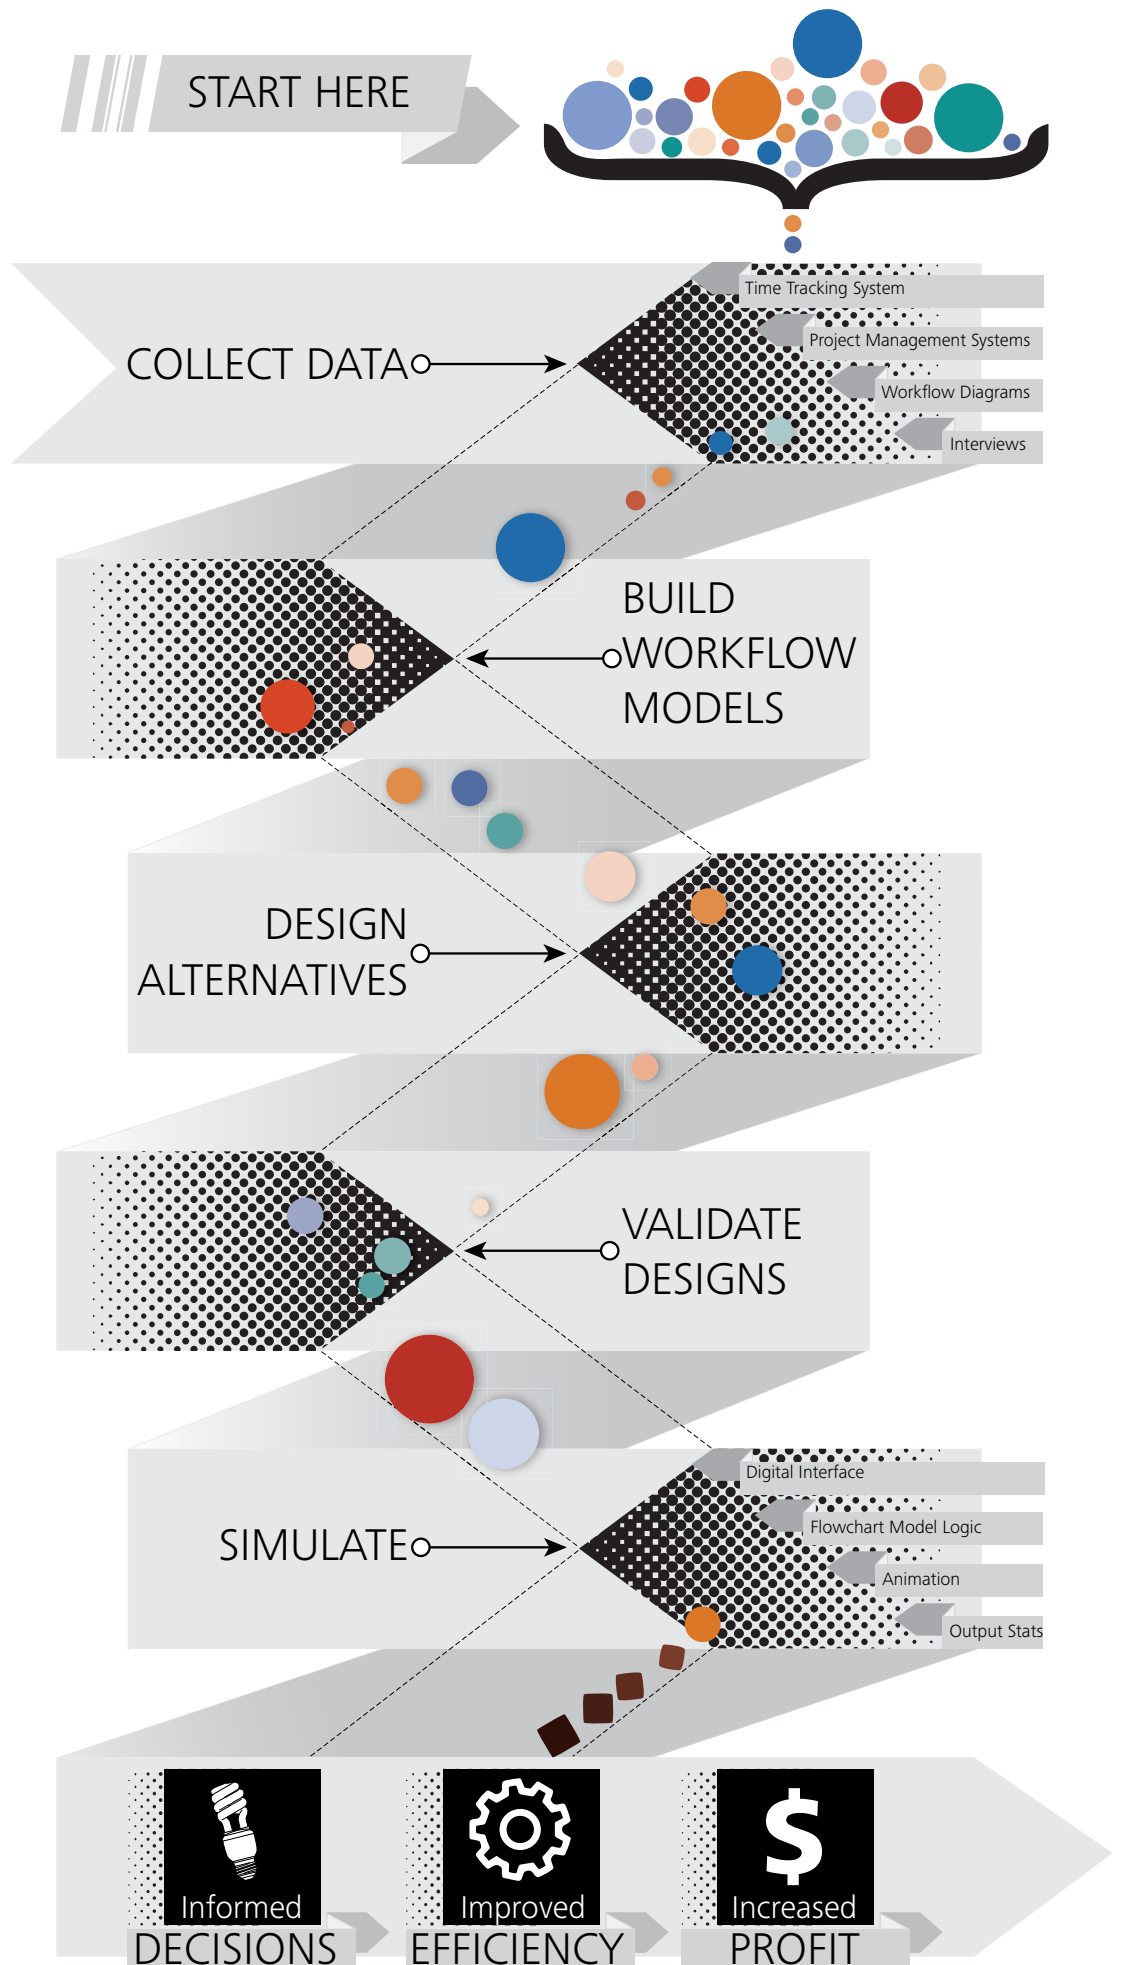 START HERE
Time Tracking System
Project Management Systems
COLLECT DATA
Workflow Diagrams
Interviews
BUILD
WORKFLOW
MODELS
DESIGN
ALTERNATIVES
VALIDATE
DESIGNS
Digital Interface
Flowchart Model Logic
SIMULATE
Animation
Output Stats
$
Informed
DECISIONS
Improved
EFFICIENCY
Increased
PROFIT